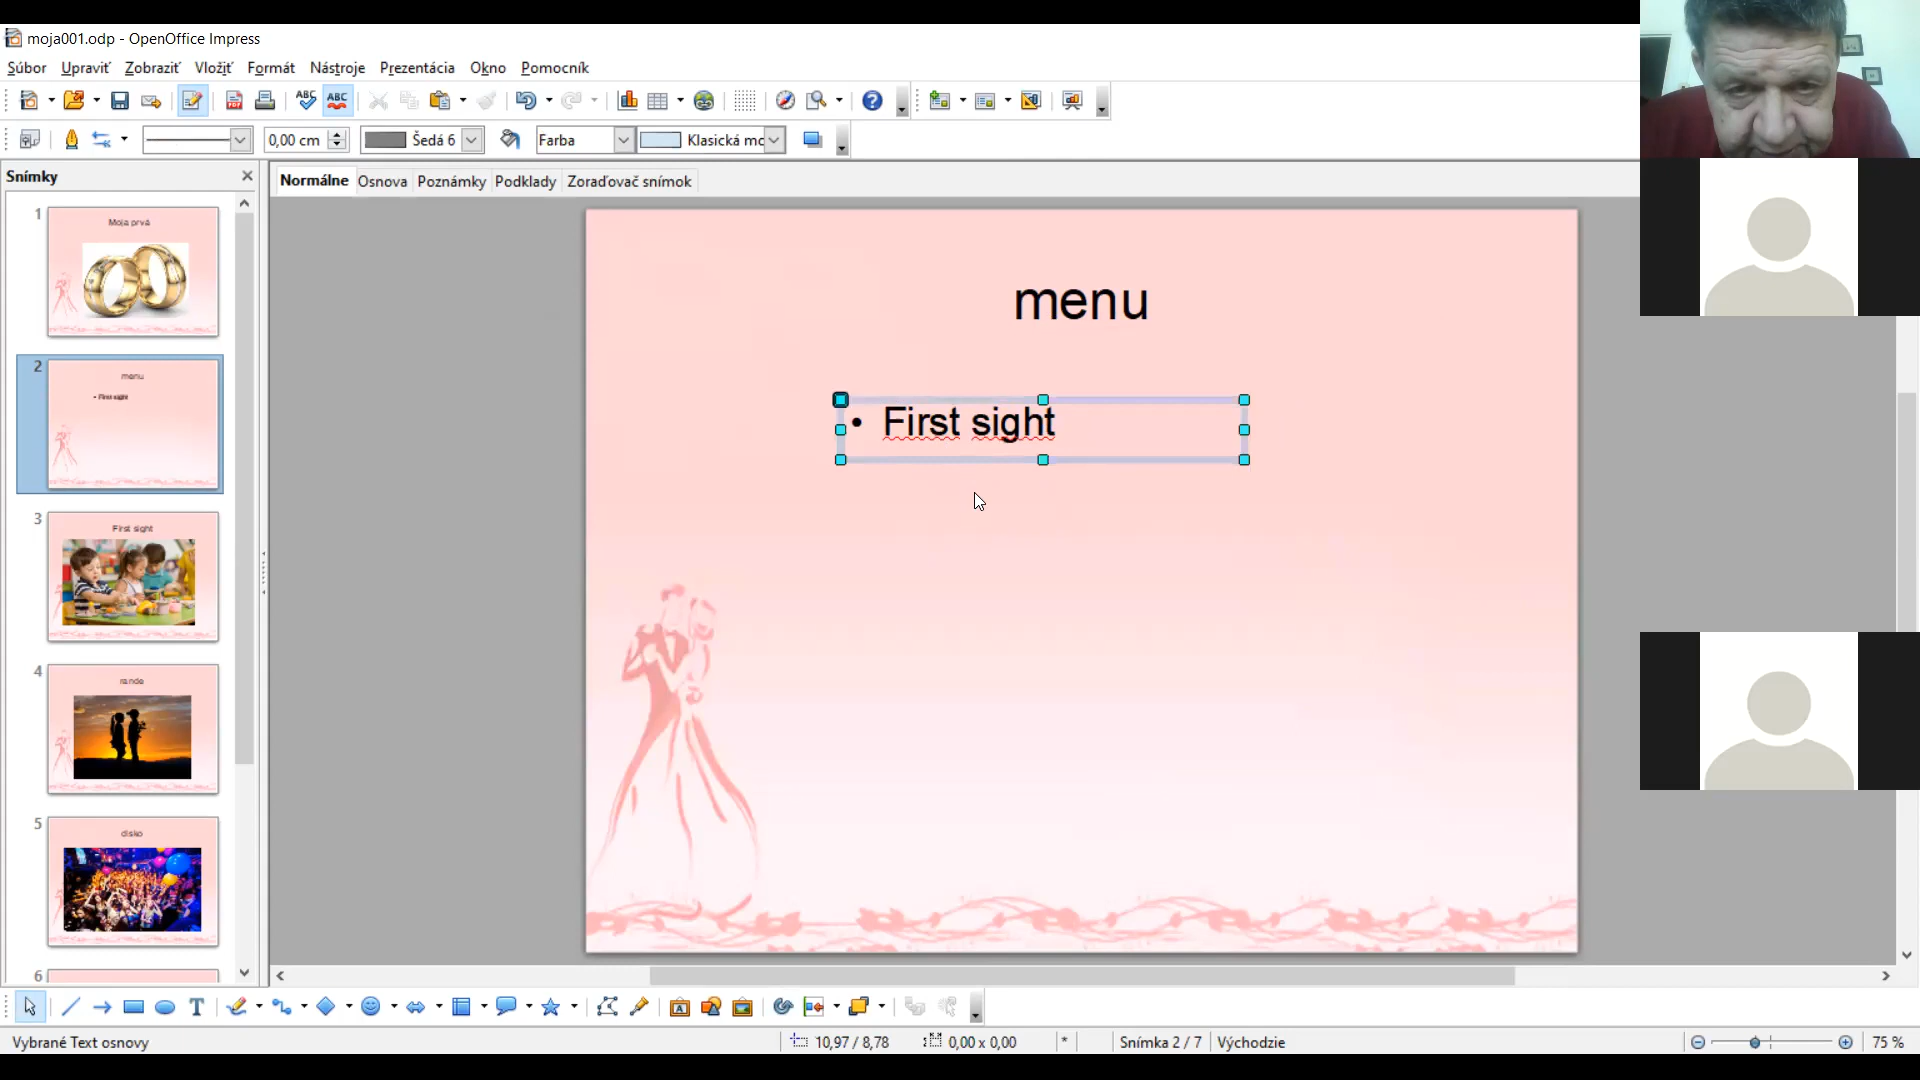 moja001.odp - OpenOffice Impress
Súbor Upraviť Zobraziť Vložiť Formát Nástroje Prezentácia Okno Pomocník
ABC ABC
0,00 cm Šedá 6 Farba Klasická mo
Snímky
Normálne Osnova Poznámky Podklady Zoraďovač snímok
1
Moja prvá
2
menu
• First sight
3
First sight
4
rande
5
disko
6
menu
• First sight
Vybrané Text osnovy 10,97 / 8,78 0,00 x 0,00 * Snímka 2 / 7 Východzie 75 %